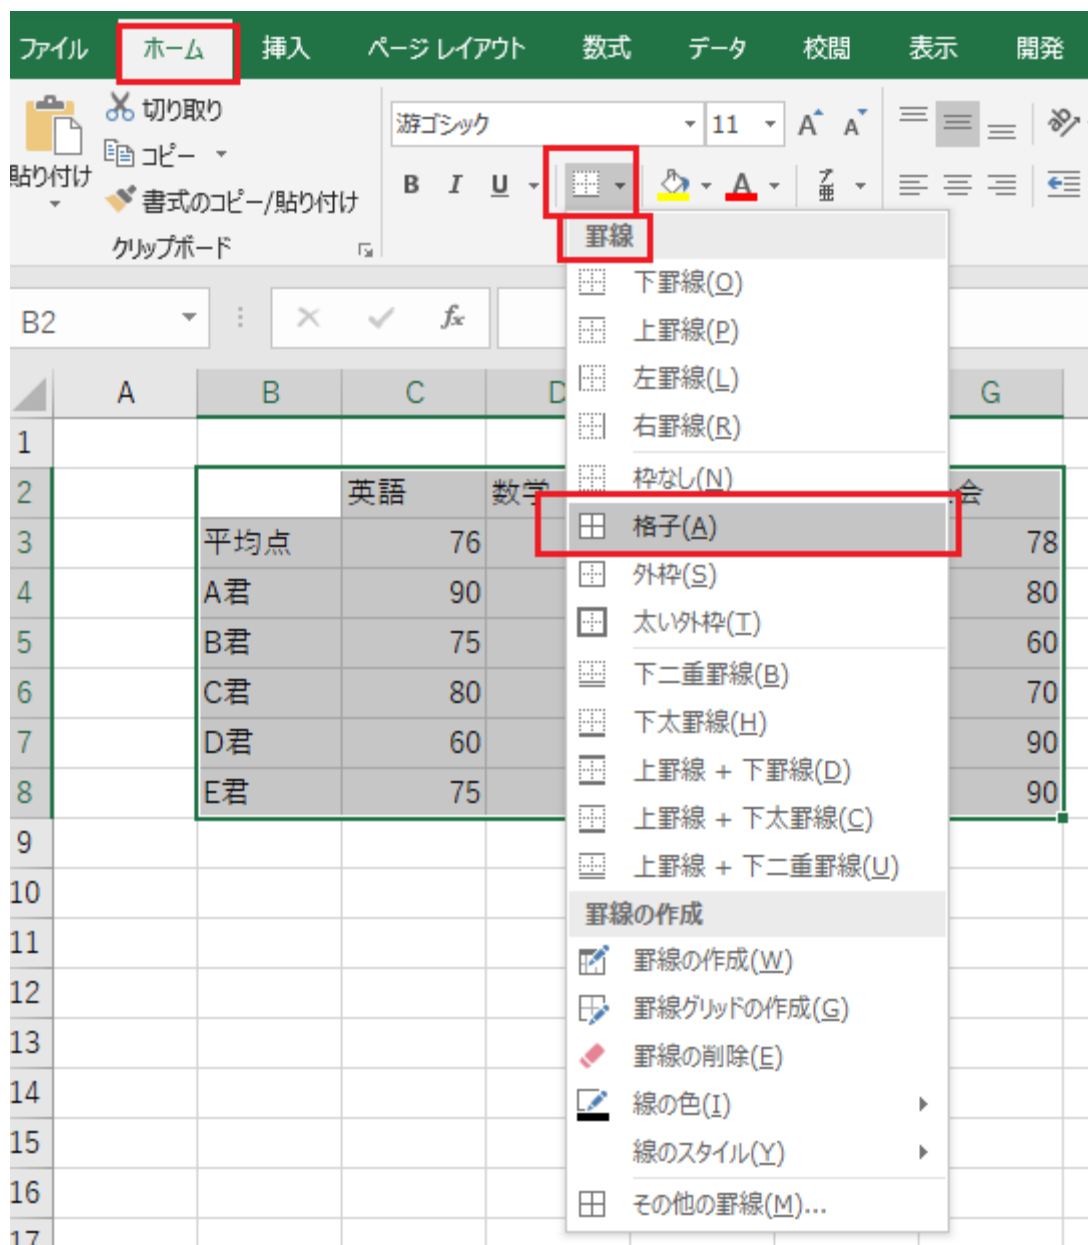 ファイル ホーム 挿入 ページ レイアウト 数式 データ 校閲 表示 開発
切り取り
コピー
書式のコピー/貼り付け
貼り付け
クリップボード
游ゴシック 11 A A
B I U A ア亜
罫線
下罫線(O)
上罫線(P)
左罫線(L)
右罫線(R)
枠なし(N)
格子(A)
外枠(S)
太い外枠(T)
下二重罫線(B)
下太罫線(H)
上罫線 + 下罫線(D)
上罫線 + 下太罫線(C)
上罫線 + 下二重罫線(U)
罫線の作成
罫線の作成(W)
罫線グリッドの作成(G)
罫線の削除(E)
線の色(I)
線のスタイル(Y)
その他の罫線(M)...
B2 fx
A B C D G
1
2 英語 数学 会
3 平均点 76 78
4 A君 90 80
5 B君 75 60
6 C君 80 70
7 D君 60 90
8 E君 75 90
9
10
11
12
13
14
15
16
17